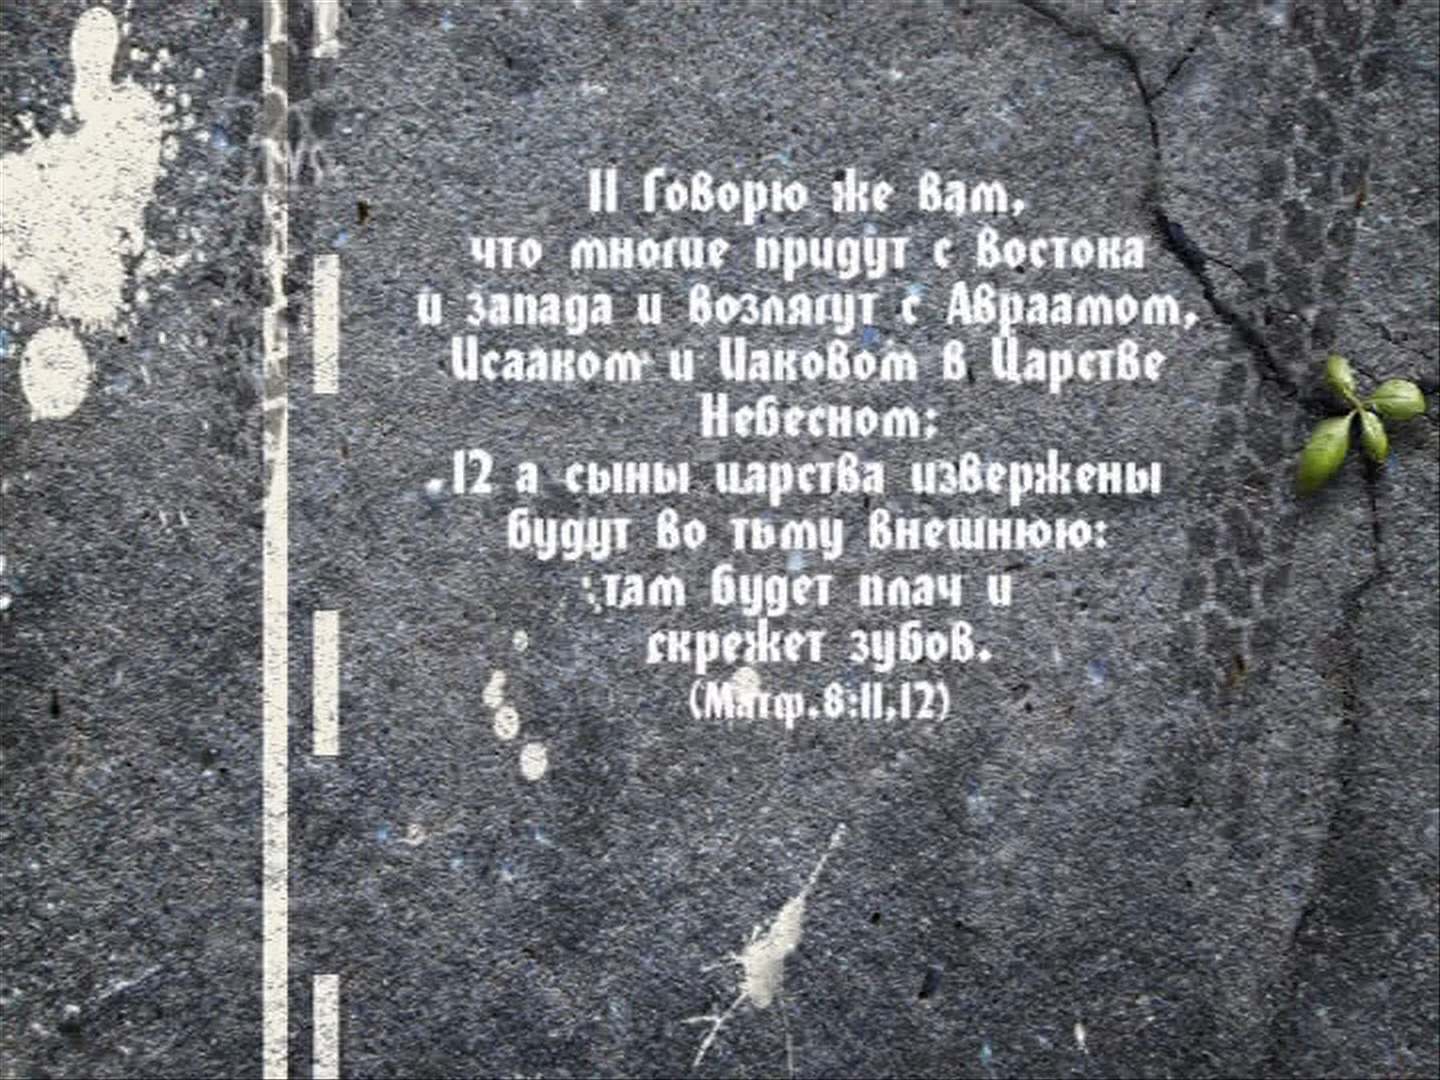 11 Говорю же вам,
что многие придут с востока
и запада и возлягут с Авраамом,
Исааком и Иаковом в Царстве
Небесном;
12 а сыны царства извержены
будут во тьму внешнюю:
там будет плач и
скрежет зубов.
(Матф.8:11,12)